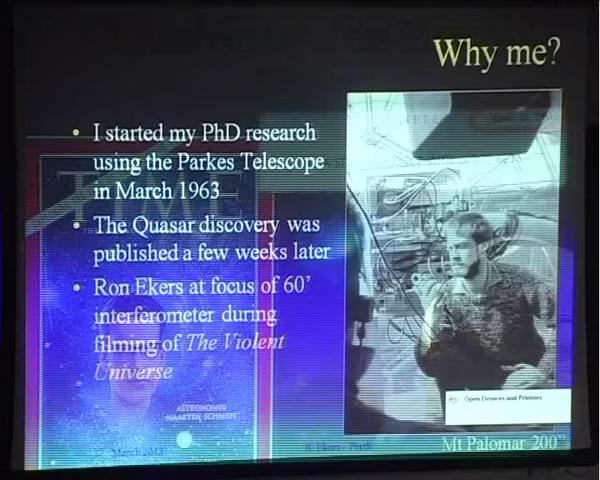 Why me?
• I started my PhD research
using the Parkes Telescope
in March 1963
• The Quasar discovery was
published a few weeks later
• Ron Ekers at focus of 60'
interferometer during
filming of The Violent
Universe
TIME
ASTRONOMER
MAARTEN SCHMIDT
Open Devices and Printers
March 2013
R. Ekers - Perth
Mt Palomar 200"